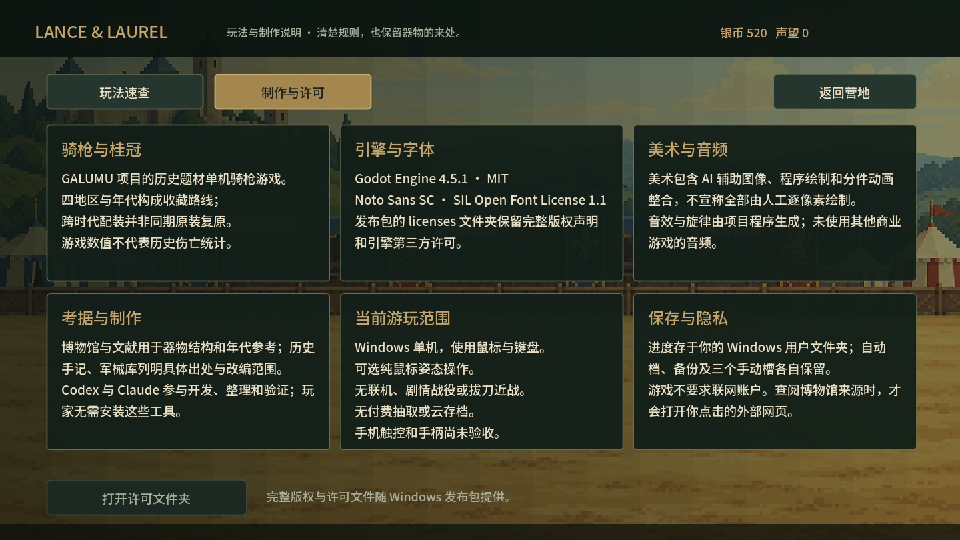 LANCE & LAUREL
玩法与制作说明 · 清楚规则，也保留器物的来处。
银币 520 声望 0
玩法速查
制作与许可
返回营地
骑枪与桂冠
GALUMU 项目的历史题材单机骑枪游戏。
四地区与年代构成收藏路线；
跨时代配装并非同期原装复原。
游戏数值不代表历史伤亡统计。
引擎与字体
Godot Engine 4.5.1 · MIT
Noto Sans SC · SIL Open Font License 1.1
发布包的 licenses 文件夹保留完整版权声明
和引擎第三方许可。
美术与音频
美术包含 AI 辅助图像、程序绘制和分件动画
整合，不宣称全部由人工逐像素绘制。
音效与旋律由项目程序生成；未使用其他商业
游戏的音频。
考据与制作
博物馆与文献用于器物结构和年代参考；历史
手记、军械库列明具体出处与改编范围。
Codex 与 Claude 参与开发、整理和验证；玩
家无需安装这些工具。
当前游玩范围
Windows 单机，使用鼠标与键盘。
可选纯鼠标姿态操作。
无联机、剧情战役或拔刀近战。
无付费抽取或云存档。
手机触控和手柄尚未验收。
保存与隐私
进度存于你的 Windows 用户文件夹；自动
档、备份及三个手动槽各自保留。
游戏不要求联网账户。查阅博物馆来源时，才
会打开你点击的外部网页。
打开许可文件夹
完整版权与许可文件随 Windows 发布包提供。